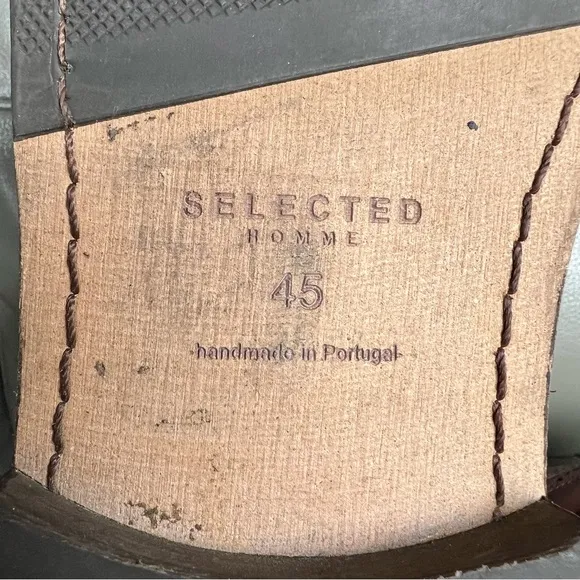 SELECTED
HOMME
45
-handmade in Portugal-